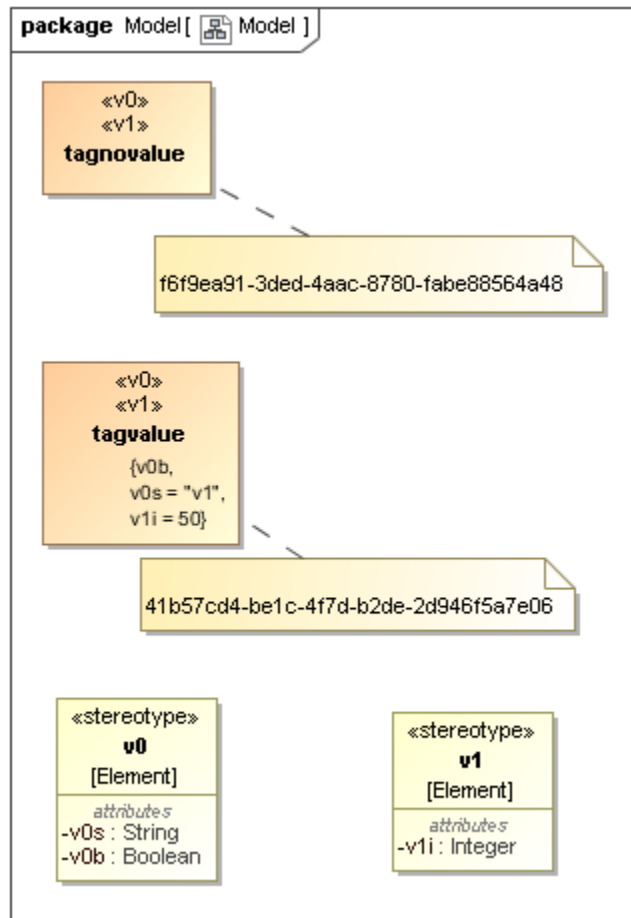 package Model[ Model ]
«v0»
«v1»
tagnovalue
f6f9ea91-3ded-4aac-8780-fabe88564a48
«v0»
«v1»
tagvalue
{v0b,
v0s = "v1",
v1i = 50}
41b57cd4-be1c-4f7d-b2de-2d946f5a7e06
«stereotype»
v0
[Element]
attributes
-v0s : String
-v0b : Boolean
«stereotype»
v1
[Element]
attributes
-v1i : Integer